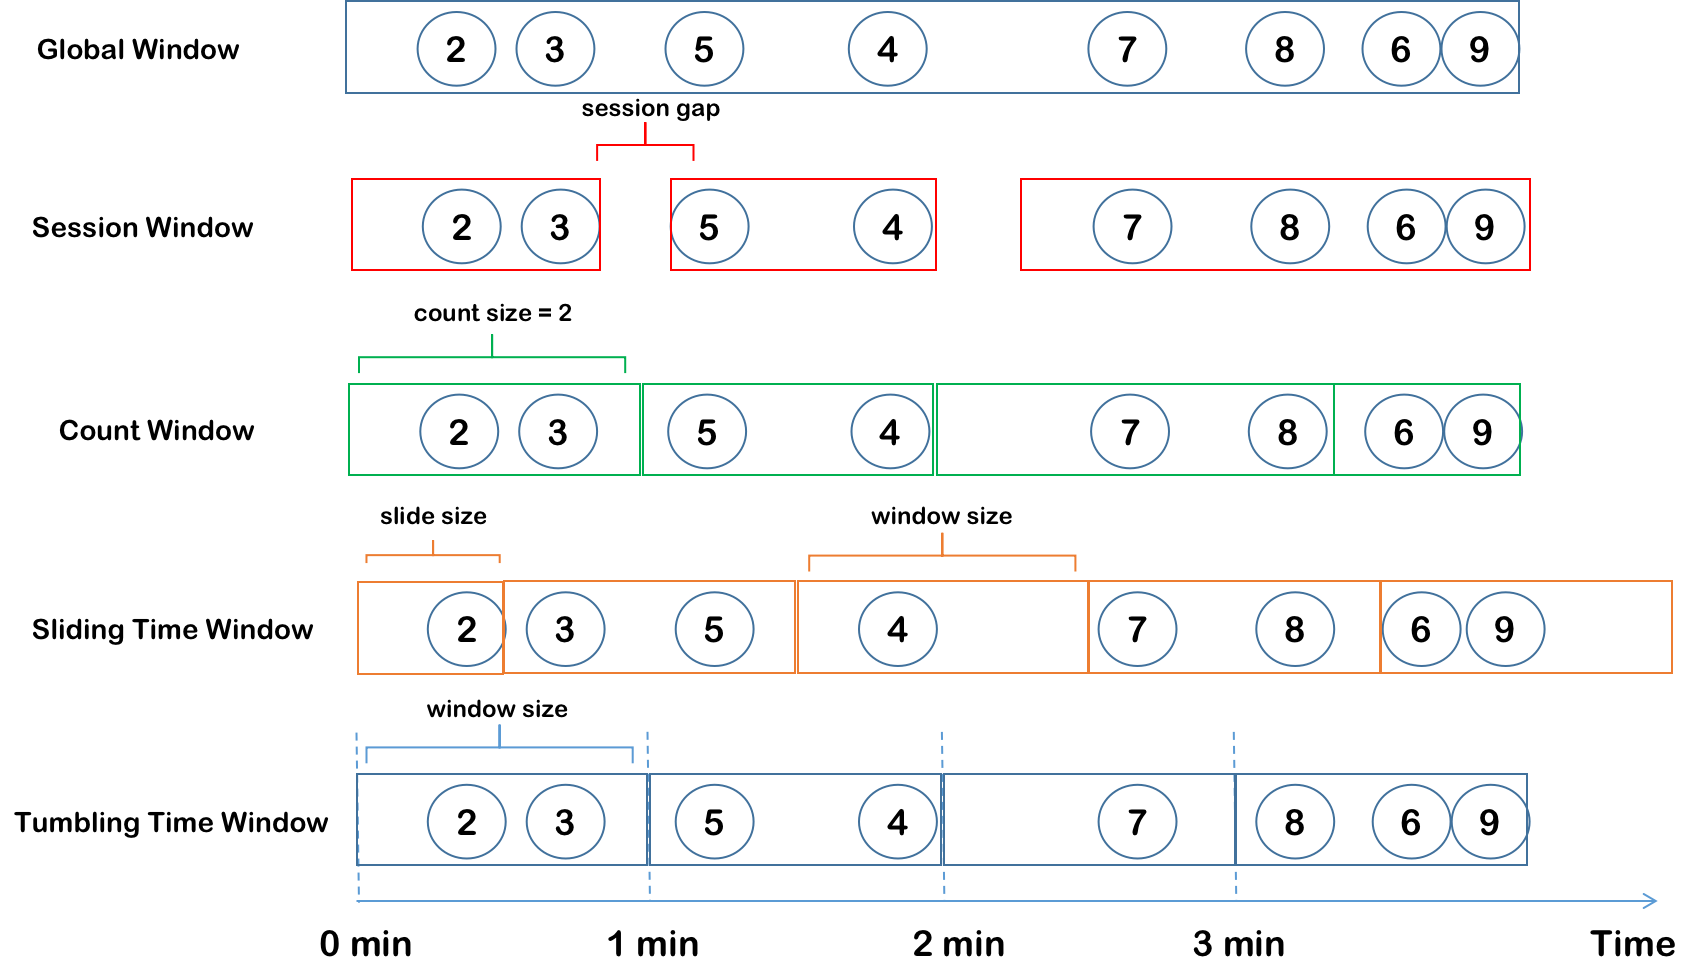 Global Window 2 3 5 4 7 8 6 9
session gap
Session Window 2 3 5 4 7 8 6 9
count size = 2
Count Window 2 3 5 4 7 8 6 9
slide size window size
Sliding Time Window 2 3 5 4 7 8 6 9
window size
Tumbling Time Window 2 3 5 4 7 8 6 9
0 min 1 min 2 min 3 min Time